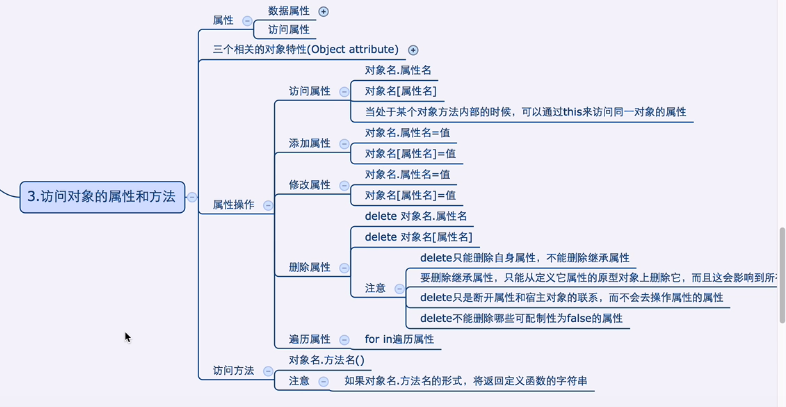 属性
数据属性
访问属性
三个相关的对象特性(Object attribute)
3.访问对象的属性和方法
属性操作
访问属性
对象名.属性名
对象名[属性名]
当处于某个对象方法内部的时候，可以通过this来访问同一对象的属性
添加属性
对象名.属性名=值
对象名[属性名]=值
修改属性
对象名.属性名=值
对象名[属性名]=值
删除属性
delete 对象名.属性名
delete 对象名[属性名]
注意
delete只能删除自身属性，不能删除继承属性
要删除继承属性，只能从定义它属性的原型对象上删除它，而且这会影响到所
delete只是断开属性和宿主对象的联系，而不会去操作属性的属性
delete不能删除哪些可配制性为false的属性
遍历属性
for in遍历属性
访问方法
对象名.方法名()
注意
如果对象名.方法名的形式，将返回定义函数的字符串